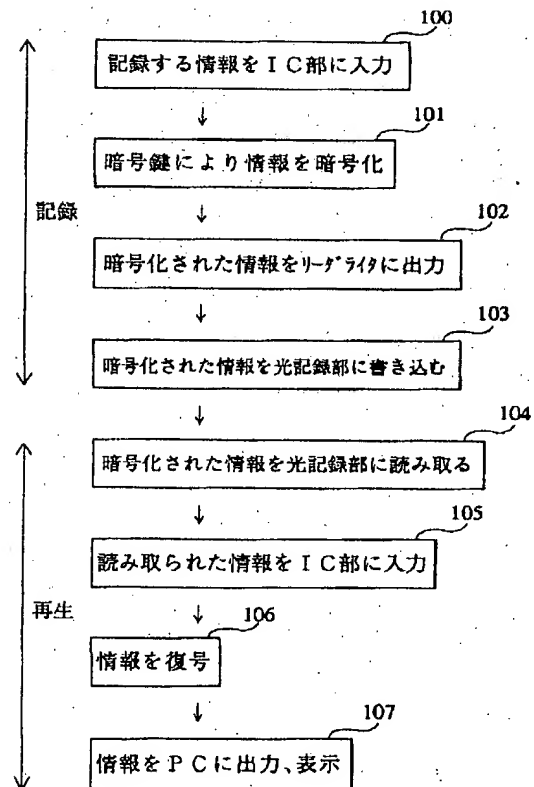 100
記録する情報をIC部に入力
↓
101
暗号鍵により情報を暗号化
↓
記録
102
暗号化された情報をリーダライタに出力
↓
103
暗号化された情報を光記録部に書き込む
↓
104
暗号化された情報を光記録部に読み取る
↓
105
読み取られた情報をIC部に入力
↓
再生
106
情報を復号
↓
107
情報をPCに出力、表示